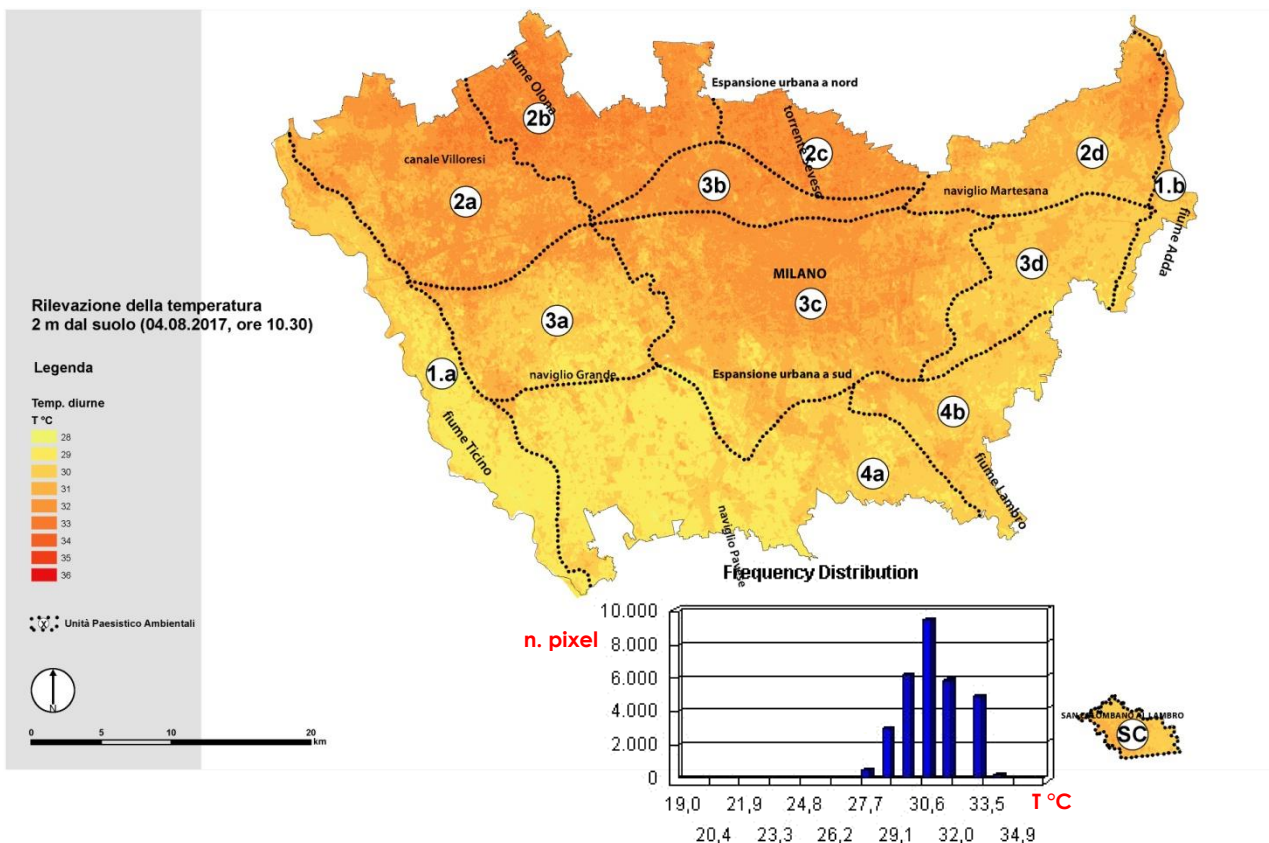 fiume Olona
Espansione urbana a nord
2b
torrente Seveso
canale Villoresi
2c
2d
3b
naviglio Martesana
1.b
2a
fiume Adda
3d
MILANO
3c
Rilevazione della temperatura
2 m dal suolo (04.08.2017, ore 10.30)
3a
Legenda
1.a
naviglio Grande
Espansione urbana a sud
Temp. diurne
T °C
28
29
30
31
32
33
34
35
36
4b
fiume Ticino
4a
fiume Lambro
naviglio Pavese
X Unità Paesistico Ambientali
N
0 5 10 20
km
Frequency Distribution
n. pixel
10.000
8.000
6.000
4.000
2.000
0
19,0 21,9 24,8 27,7 30,6 33,5 T °C
20,4 23,3 26,2 29,1 32,0 34,9
SAN COLOMBANO AL LAMBRO
SC